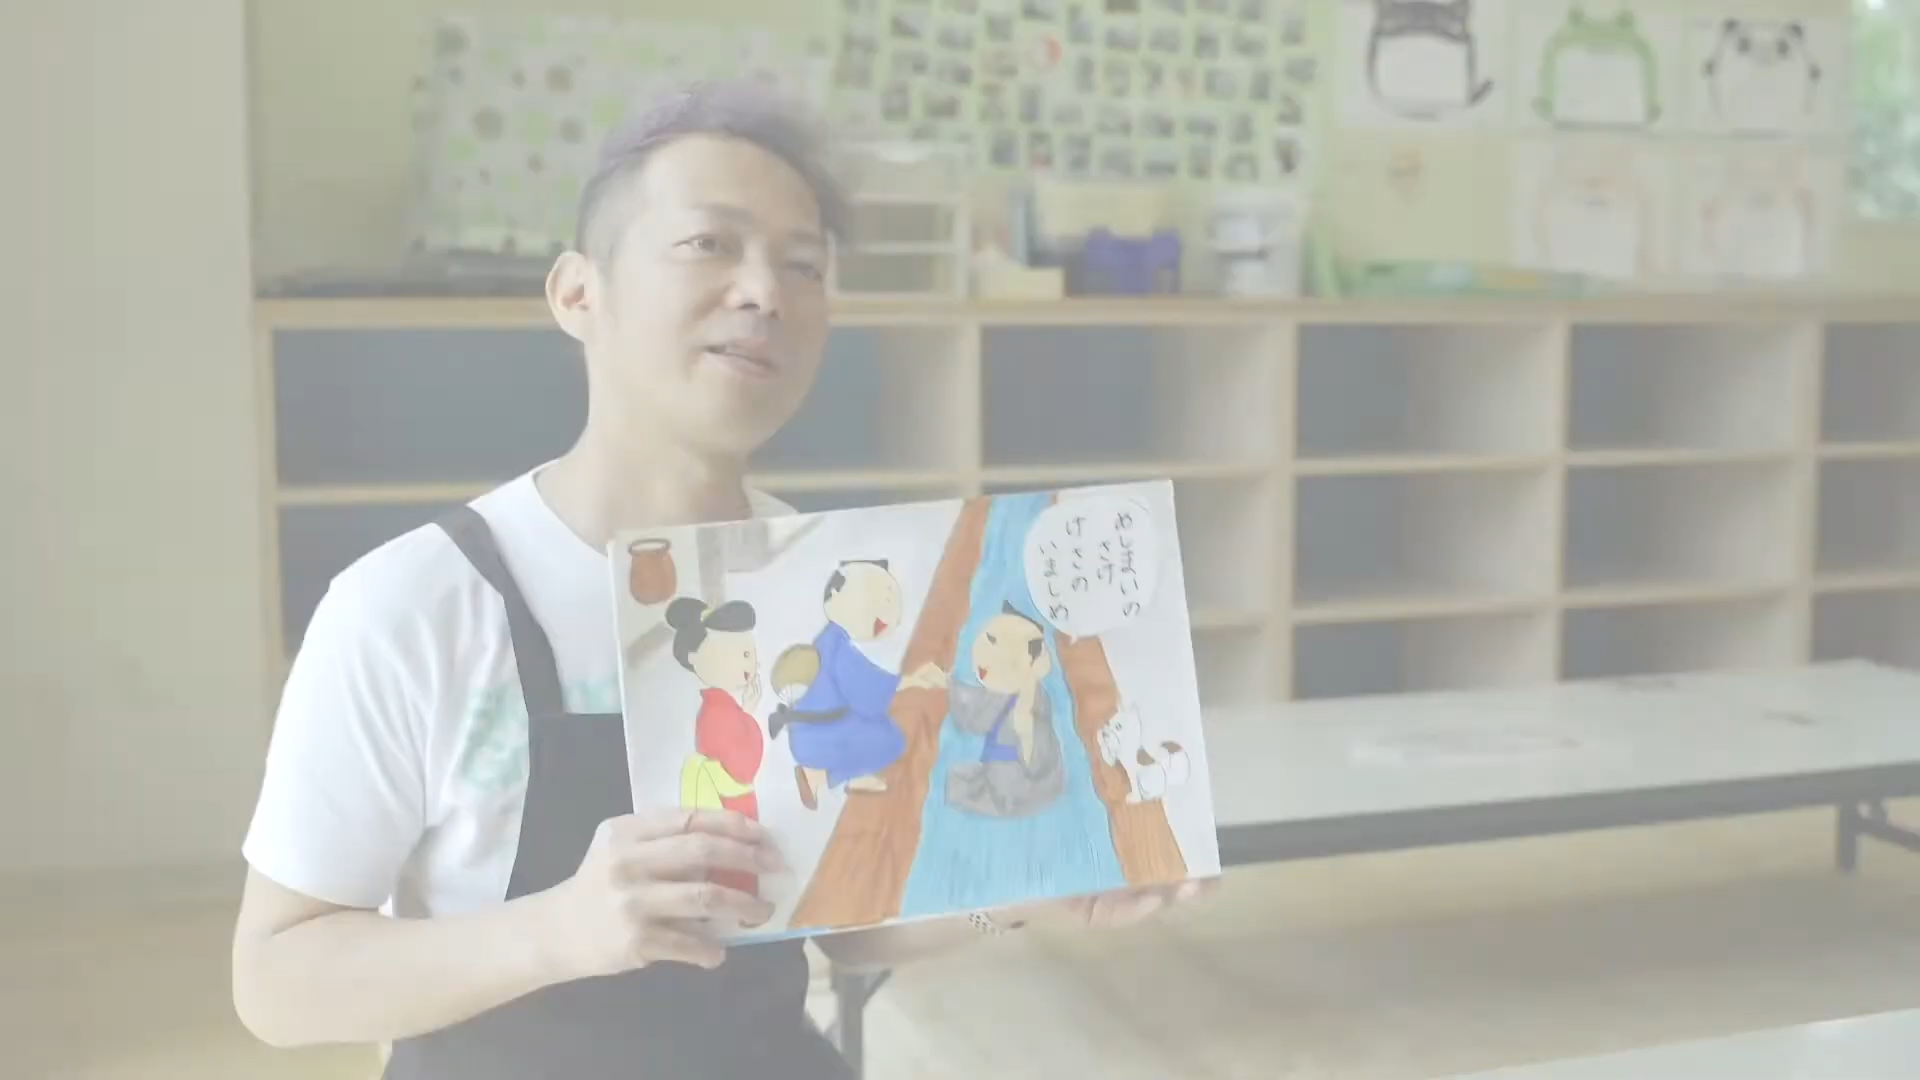 めしまいの
さけ
けさの
いましめ